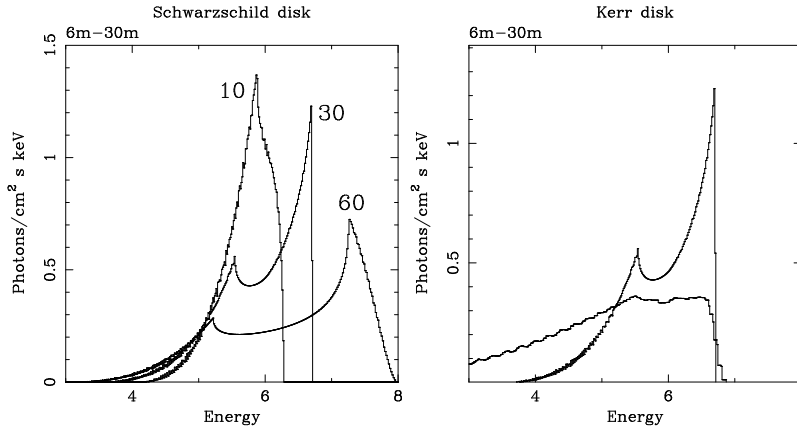 Schwarzschild disk
6m-30m
Photons/cm² s keV
1.5
1
0.5
0
10
30
60
4
6
8
Energy
Kerr disk
6m-30m
Photons/cm² s keV
1
0.5
4
6
Energy